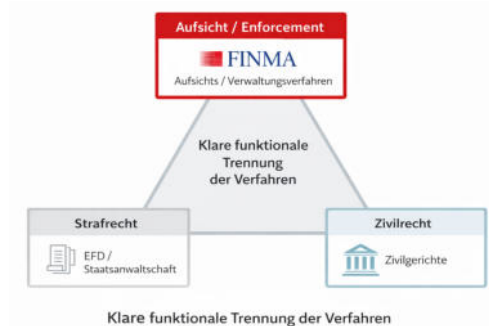 Aufsicht / Enforcement
FINMA
Aufsichts / Verwaltungsverfahren
Klare funktionale
Trennung
der Verfahren
Strafrecht
EFD /
Staatsanwaltschaft
Zivilrecht
Zivilgerichte
Klare funktionale Trennung der Verfahren